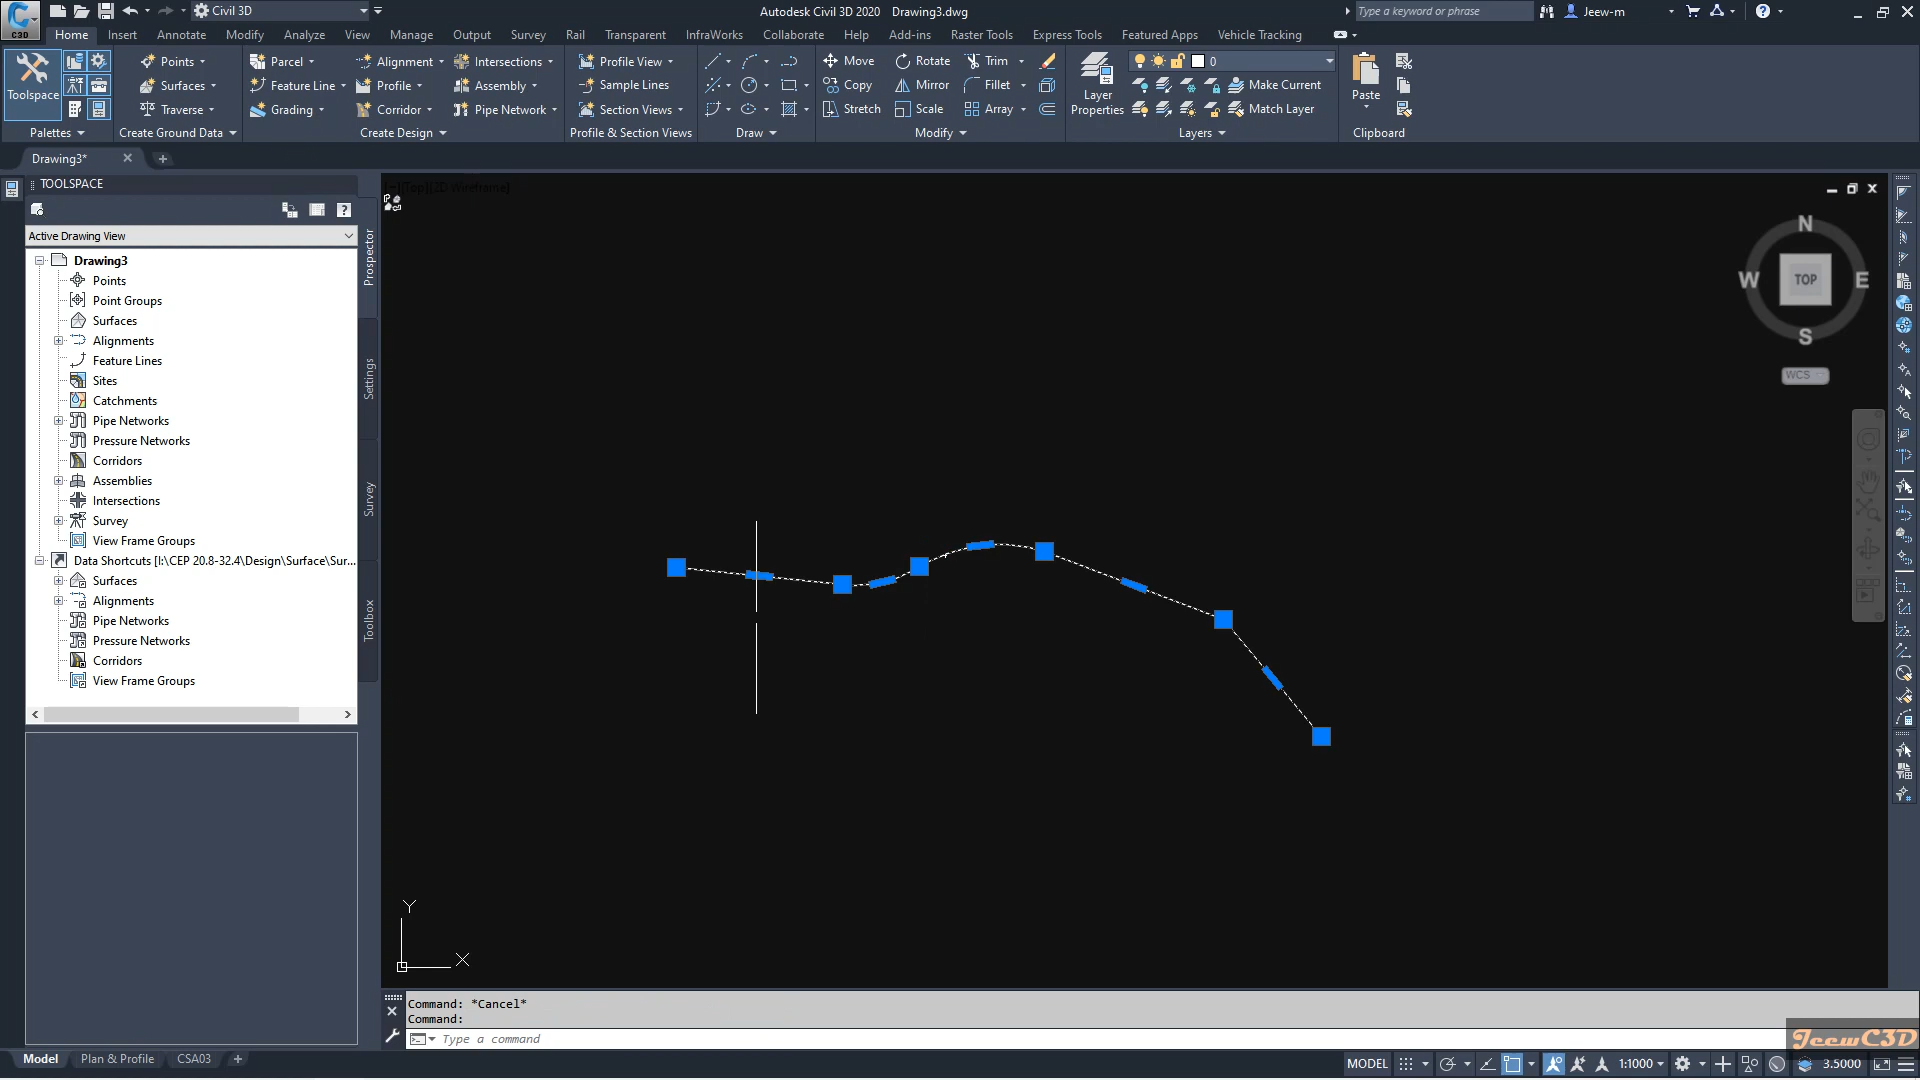 C3D
Civil 3D
Autodesk Civil 3D 2020 Drawing3.dwg
Type a keyword or phrase
Jeew-m
Home Insert Annotate Modify Analyze View Manage Output Survey Rail Transparent InfraWorks Collaborate Help Add-ins Raster Tools Express Tools Featured Apps Vehicle Tracking
Points Parcel Alignment Intersections Profile View Move Rotate Trim 0
Toolspace Surfaces Feature Line Profile Assembly Sample Lines Copy Mirror Fillet Layer Properties Make Current Paste
Traverse Grading Corridor Pipe Network Section Views Stretch Scale Array Match Layer
Palettes Create Ground Data Create Design Profile & Section Views Draw Modify Layers Clipboard
Drawing3*
TOOLSPACE
[-][Top][2D Wireframe]
Active Drawing View
Drawing3
Points
Point Groups
Surfaces
Alignments
Feature Lines
Sites
Catchments
Pipe Networks
Pressure Networks
Corridors
Assemblies
Intersections
Survey
View Frame Groups
Data Shortcuts [I:\CEP 20.8-32.4\Design\Surface\Sur...
Surfaces
Alignments
Pipe Networks
Pressure Networks
Corridors
View Frame Groups
Prospector
Settings
Survey
Toolbox
N
W TOP E
S
WCS
Y
X
Command: *Cancel*
Command:
Type a command
JeewC3D
Model Plan & Profile CSA03
MODEL 1:1000 3.5000